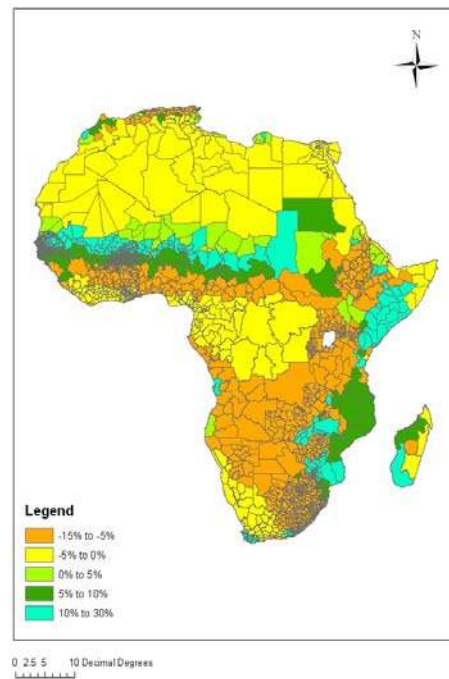 N
Legend
-15% to -5%
-5% to 0%
0% to 5%
5% to 10%
10% to 30%
0 2.5 5 10 Decimal Degrees